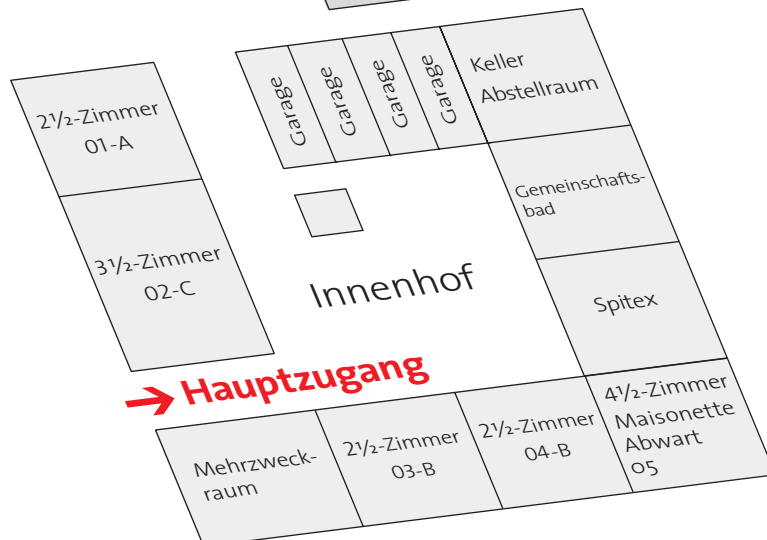 2½-Zimmer
01-A
3½-Zimmer
02-C
Garage
Garage
Garage
Garage
Keller
Abstellraum
Gemeinschafts-
bad
Spitex
Innenhof
→ Hauptzugang
Mehrzweck-
raum
2½-Zimmer
03-B
2½-Zimmer
04-B
4½-Zimmer
Maisonette
Abwart
05